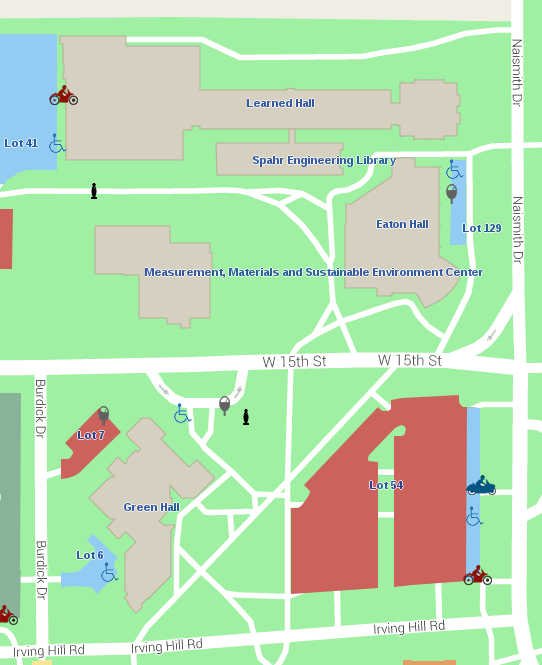 Naismith Dr
Learned Hall
Lot 41
Spahr Engineering Library
Naismith Dr
Eaton Hall
Lot 129
Measurement, Materials and Sustainable Environment Center
W 15th St
W 15th St
Burdick Dr
Lot 7
Lot 54
Green Hall
Lot 6
Burdick Dr
Irving Hill Rd
Irving Hill Rd
Irving Hill Rd